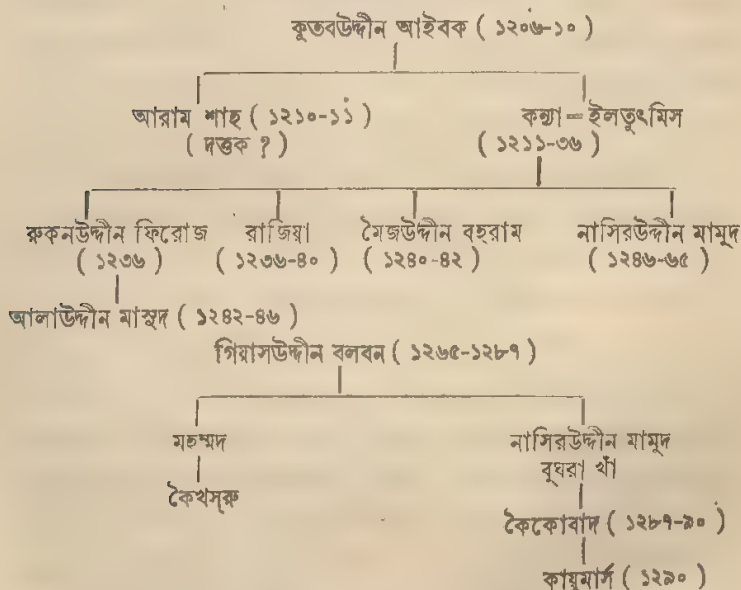 কুতবউদ্দীন আইবক ( ১২০৬-১০ )
আরাম শাহ ( ১২১০-১১ ) কন্যা = ইলতুৎমিস
( দত্তক ? ) ( ১২১১-৩৬ )
রুকনউদ্দীন ফিরোজ রাজিয়া মৈজউদ্দীন বহরাম নাসিরউদ্দীন মামুদ
( ১২৩৬ ) ( ১২৩৬-৪০ ) ( ১২৪০-৪২ ) ( ১২৪৬-৬৫ )
আলাউদ্দীন মাসুদ ( ১২৪২-৪৬ )
গিয়াসউদ্দীন বলবন ( ১২৬৫-১২৮৭ )
মহম্মদ নাসিরউদ্দীন মামুদ
বুঘরা খাঁ
কৈখস্‌রু
কৈকোবাদ ( ১২৮৭-৯০ )
কায়ুমার্স ( ১২৯০ )